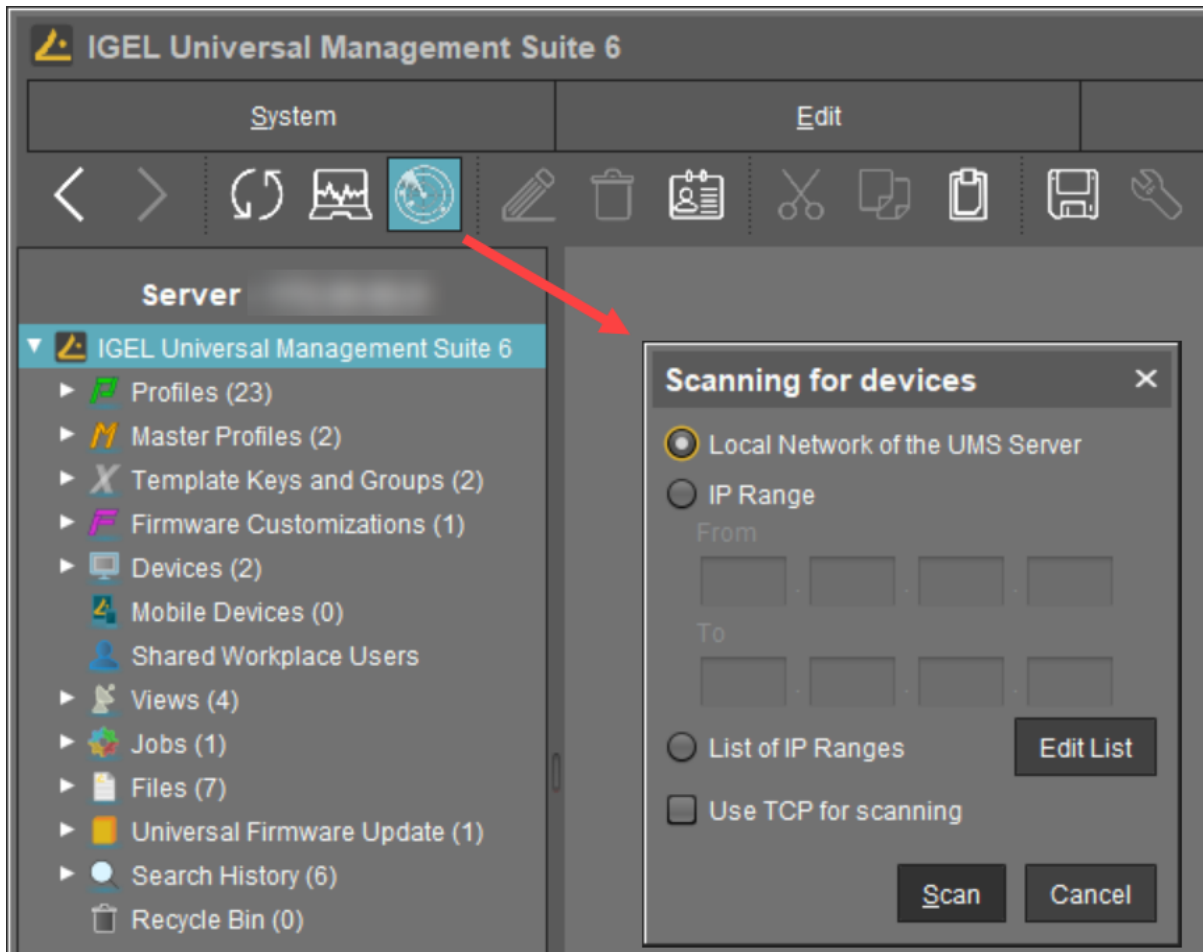 IGEL Universal Management Suite 6
System
Edit
Server
IGEL Universal Management Suite 6
Profiles (23)
Master Profiles (2)
Template Keys and Groups (2)
Firmware Customizations (1)
Devices (2)
Mobile Devices (0)
Shared Workplace Users
Views (4)
Jobs (1)
Files (7)
Universal Firmware Update (1)
Search History (6)
Recycle Bin (0)
Scanning for devices
Local Network of the UMS Server
IP Range
From
To
List of IP Ranges
Edit List
Use TCP for scanning
Scan
Cancel